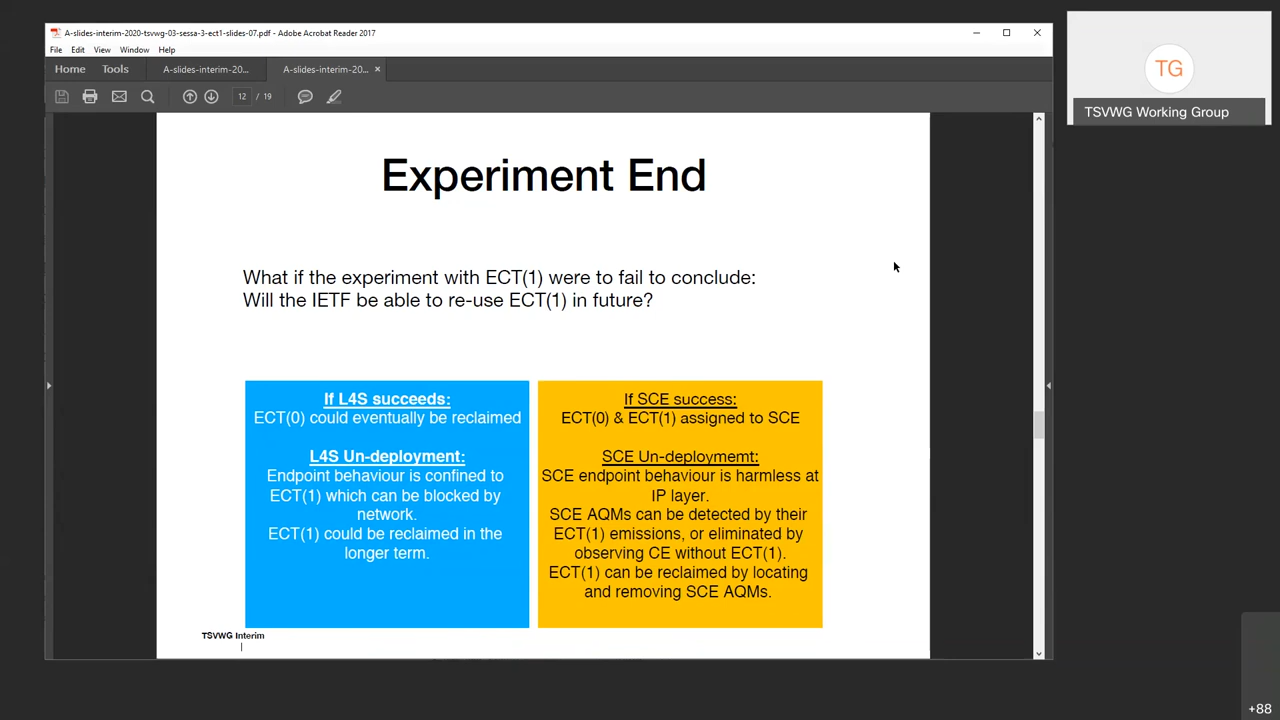 A-slides-interim-2020-tsvwg-03-sessa-3-ect1-slides-07.pdf - Adobe Acrobat Reader 2017
File Edit View Window Help
Home Tools A-slides-interim-20... A-slides-interim-20... ×
12 / 19
TG
TSVWG Working Group
Experiment End
What if the experiment with ECT(1) were to fail to conclude:
Will the IETF be able to re-use ECT(1) in future?
If L4S succeeds:
ECT(0) could eventually be reclaimed
L4S Un-deployment:
Endpoint behaviour is confined to
ECT(1) which can be blocked by
network.
ECT(1) could be reclaimed in the
longer term.
If SCE success:
ECT(0) & ECT(1) assigned to SCE
SCE Un-deploymemt:
SCE endpoint behaviour is harmless at
IP layer.
SCE AQMs can be detected by their
ECT(1) emissions, or eliminated by
observing CE without ECT(1).
ECT(1) can be reclaimed by locating
and removing SCE AQMs.
TSVWG Interim
+88